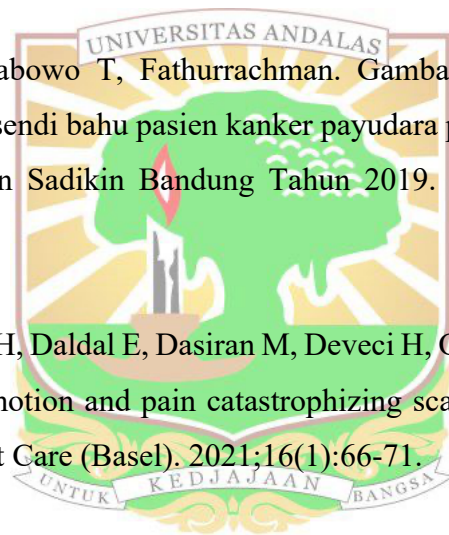 UNIVERSITAS ANDALAS
abowo T, Fathurrachman. Gamba
sendi bahu pasien kanker payudara p
n Sadikin Bandung Tahun 2019.
H, Daldal E, Dasiran M, Deveci H,
notion and pain catastrophizing sca
t Care (Basel). 2021;16(1):66-71.
UNTUK KEDJAJAAN BANGSA